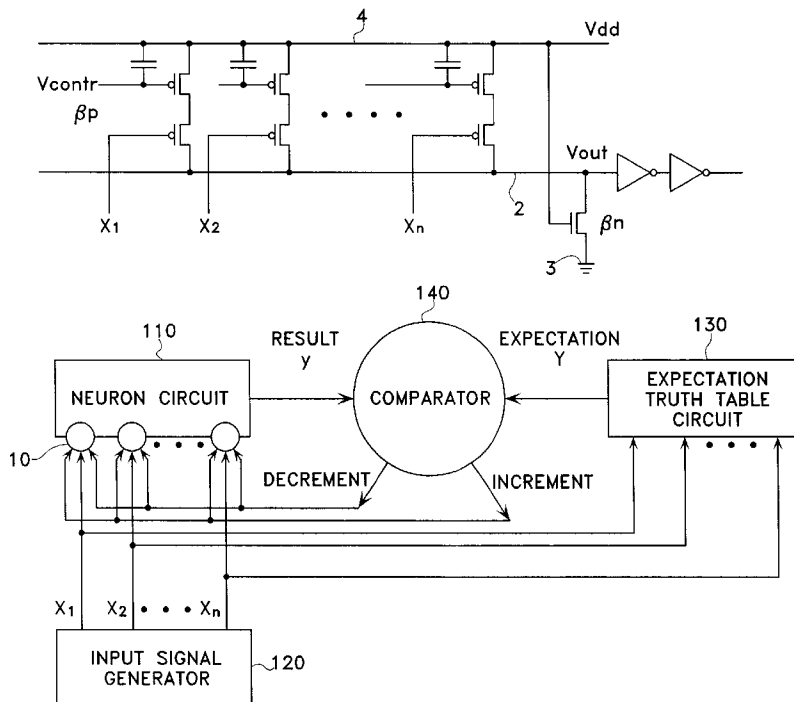 4
Vdd
Vcontr
βp
Vout
2
βn
X1
X2
Xn
3
140
110
RESULT
y
EXPECTATION
Y
130
NEURON CIRCUIT
COMPARATOR
EXPECTATION
TRUTH TABLE
CIRCUIT
10
DECREMENT
INCREMENT
X1
X2
Xn
INPUT SIGNAL
GENERATOR
120